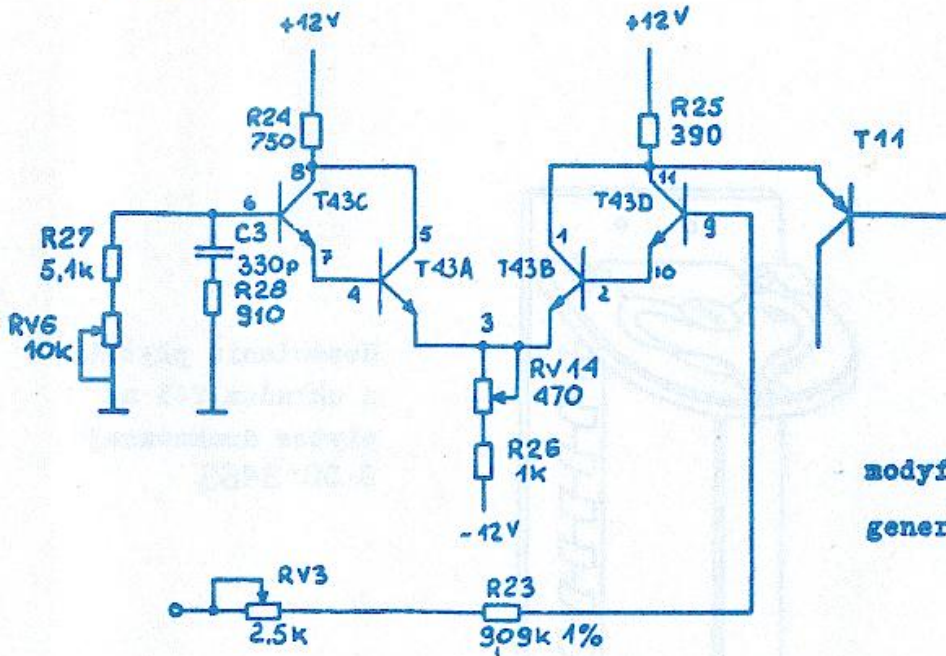 +12V
+12V
R24
750
R25
390
T11
8
11
6
T43C
T43D
9
R27
5,1k
C3
330p
7
5
1
10
4
T43A
T43B
2
R28
910
RV6
10k
3
RV14
470
R26
1k
-12V
modyf
gener
RV3
2.5k
R23
909k 1%